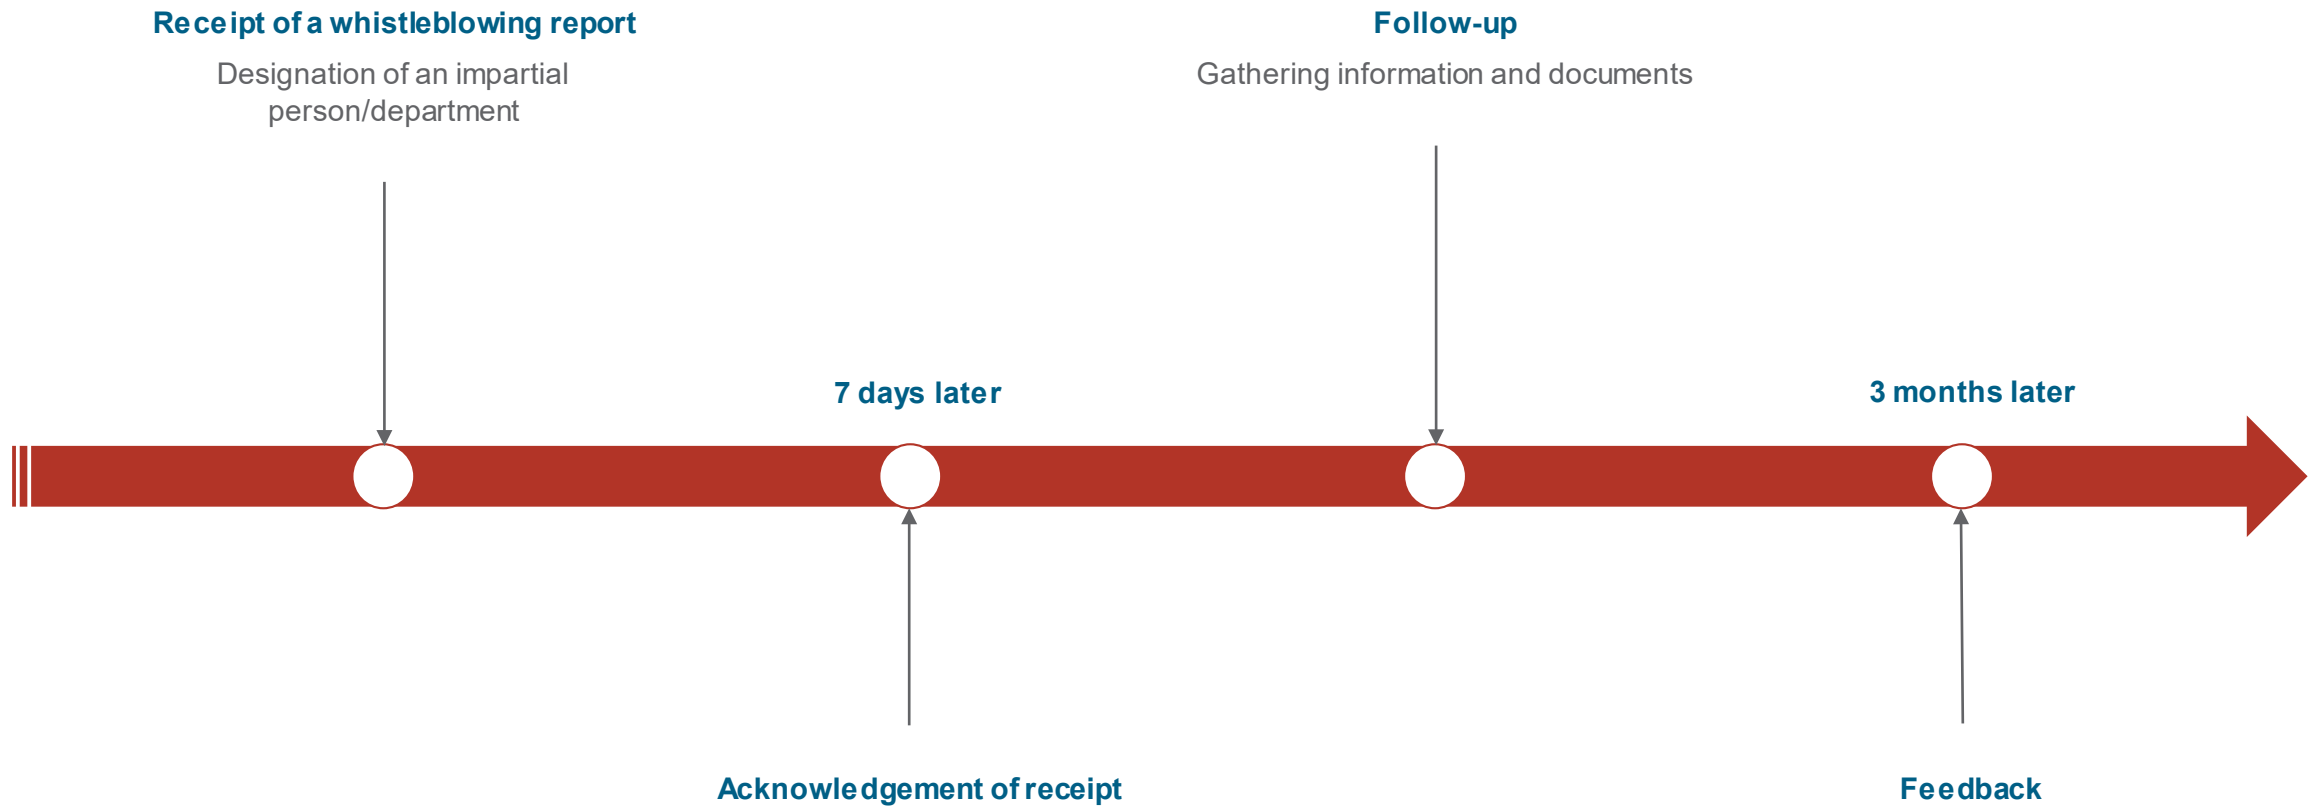 Receipt of a whistleblowing report
Designation of an impartial
person/department
Follow-up
Gathering information and documents
7 days later
3 months later
Acknowledgement of receipt
Feedback